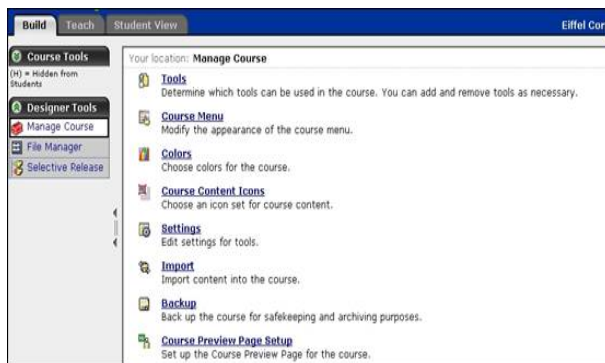 Build Teach Student View Eiffel Cor
Course Tools
(H) = Hidden from
Students
Designer Tools
Manage Course
File Manager
Selective Release
Your location: Manage Course
Tools
Determine which tools can be used in the course. You can add and remove tools as necessary.
Course Menu
Modify the appearance of the course menu.
Colors
Choose colors for the course.
Course Content Icons
Choose an icon set for course content.
Settings
Edit settings for tools.
Import
Import content into the course.
Backup
Back up the course for safekeeping and archiving purposes.
Course Preview Page Setup
Set up the Course Preview Page for the course.